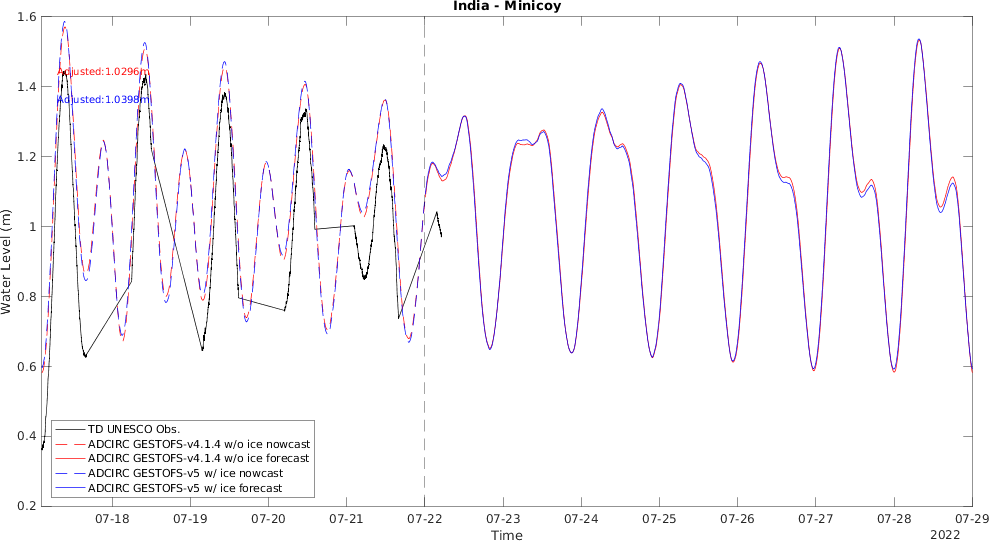 India - Minicoy
Water Level (m)
1.6
1.4
1.2
1
0.8
0.6
0.4
0.2
Adjusted:1.0296m
Adjusted:1.0398m
TD UNESCO Obs.
ADCIRC GESTOFS-v4.1.4 w/o ice nowcast
ADCIRC GESTOFS-v4.1.4 w/o ice forecast
ADCIRC GESTOFS-v5 w/ ice nowcast
ADCIRC GESTOFS-v5 w/ ice forecast
07-18 07-19 07-20 07-21 07-22 07-23 07-24 07-25 07-26 07-27 07-28 07-29
Time
2022